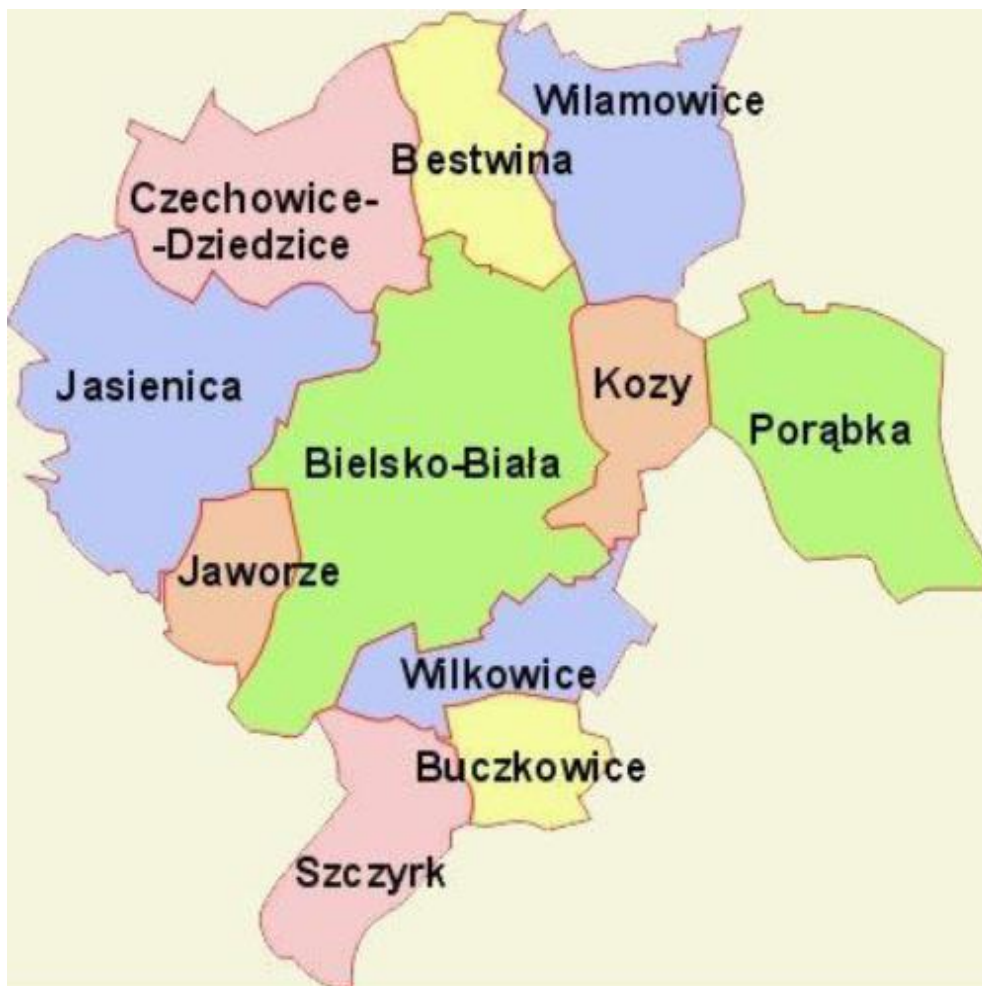 Wilamowice
Bestwina
Czechowice-
-Dziedzice
Jasienica
Kozy
Porąbka
Bielsko-Biała
Jaworze
Wilkowice
Buczkowice
Szczyrk